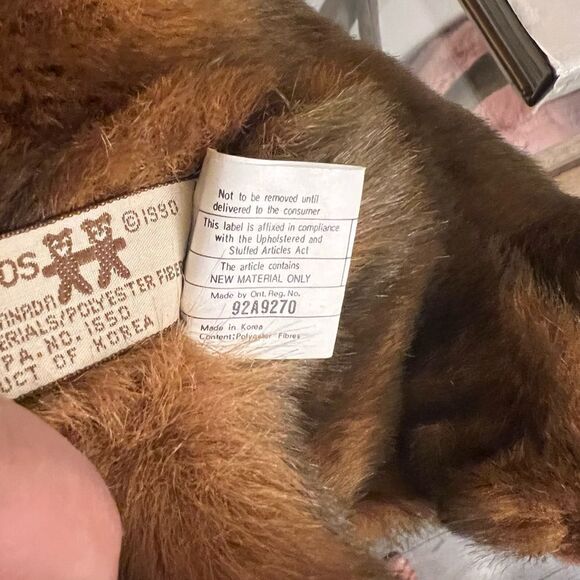 OS ©1990
ERIALS/POLYESTER FIBE
PA. NO. 1550
UCT OF KOREA
Not to be removed until
delivered to the consumer
This label is affixed in compliance
with the Upholstered and
Stuffed Articles Act
The article contains
NEW MATERIAL ONLY
Made by Ont. Reg. No.
92A9270
Made in Korea
Content: Polyester Fibres